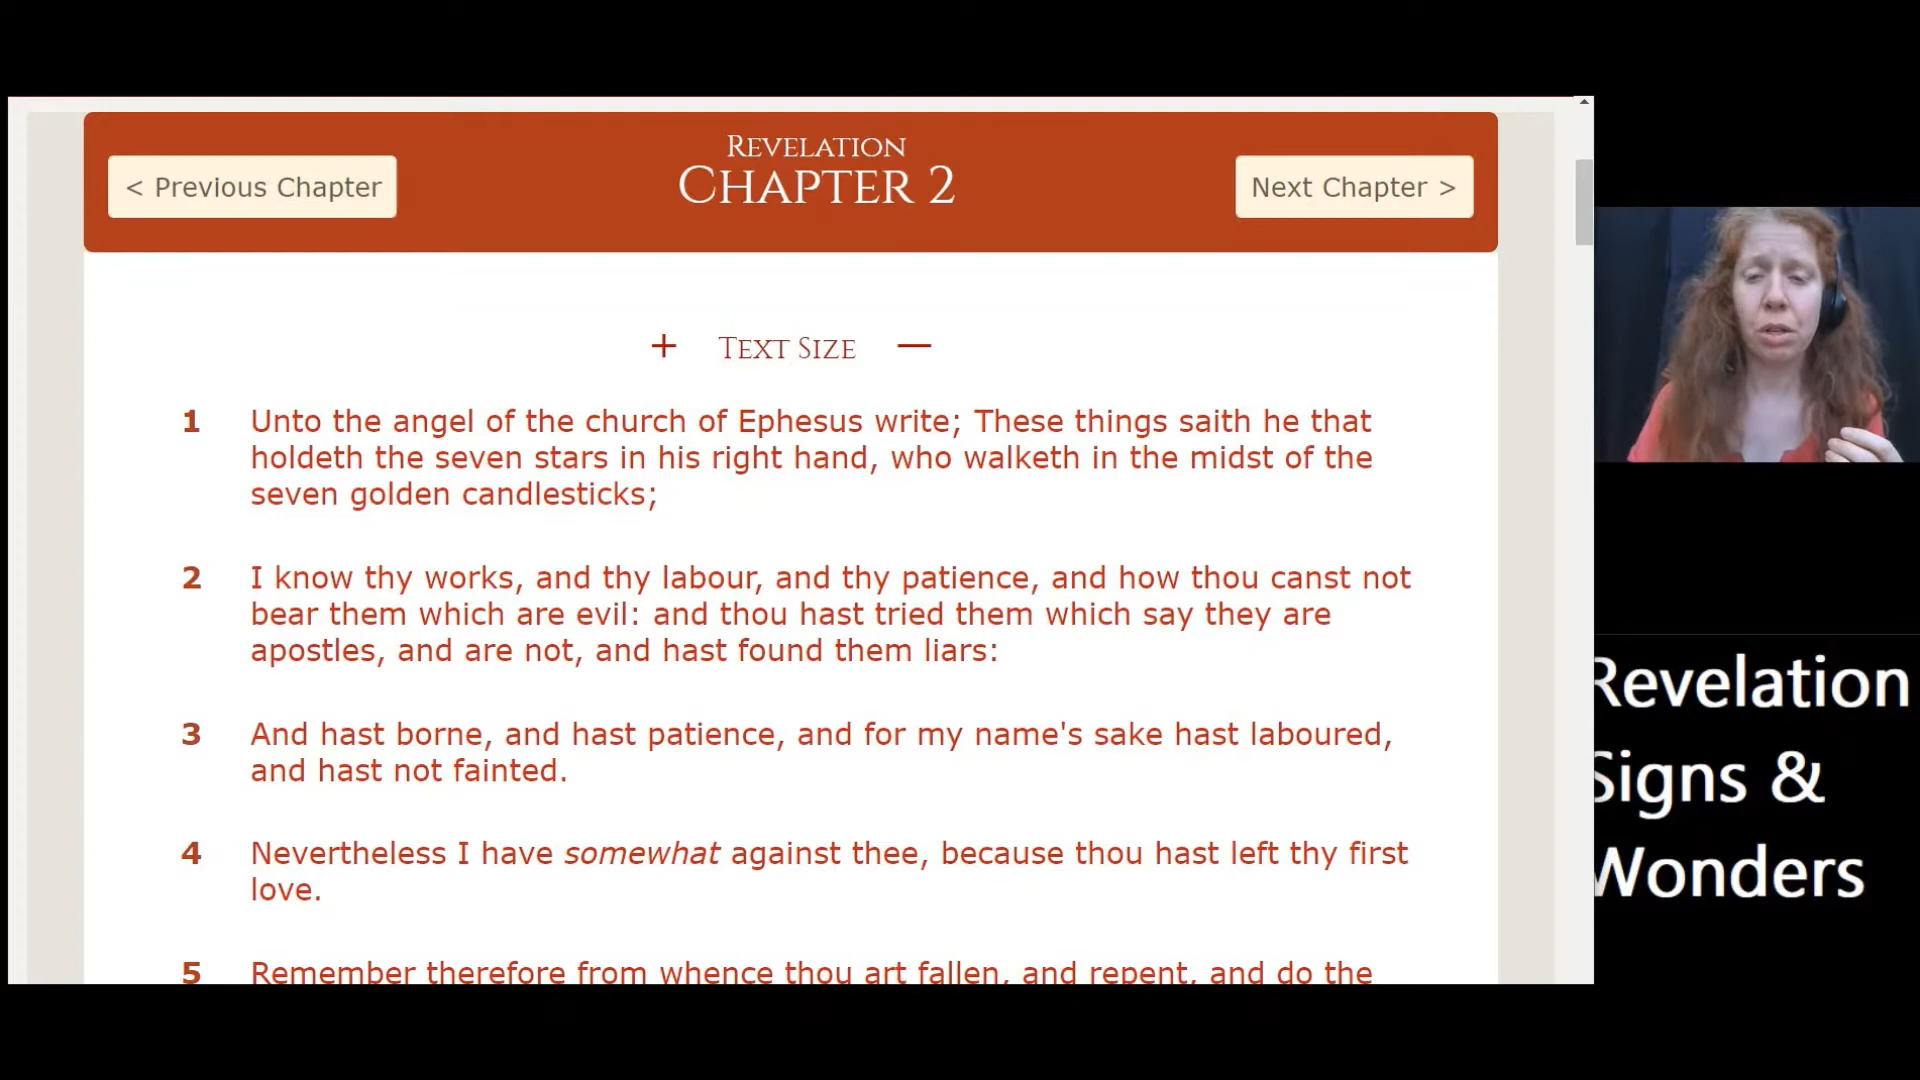 REVELATION
CHAPTER 2
< Previous Chapter
Next Chapter >
+ TEXT SIZE —
1 Unto the angel of the church of Ephesus write; These things saith he that
holdeth the seven stars in his right hand, who walketh in the midst of the
seven golden candlesticks;
2 I know thy works, and thy labour, and thy patience, and how thou canst not
bear them which are evil: and thou hast tried them which say they are
apostles, and are not, and hast found them liars:
3 And hast borne, and hast patience, and for my name's sake hast laboured,
and hast not fainted.
4 Nevertheless I have somewhat against thee, because thou hast left thy first
love.
5 Remember therefore from whence thou art fallen, and repent, and do the
Revelation
Signs &
Wonders